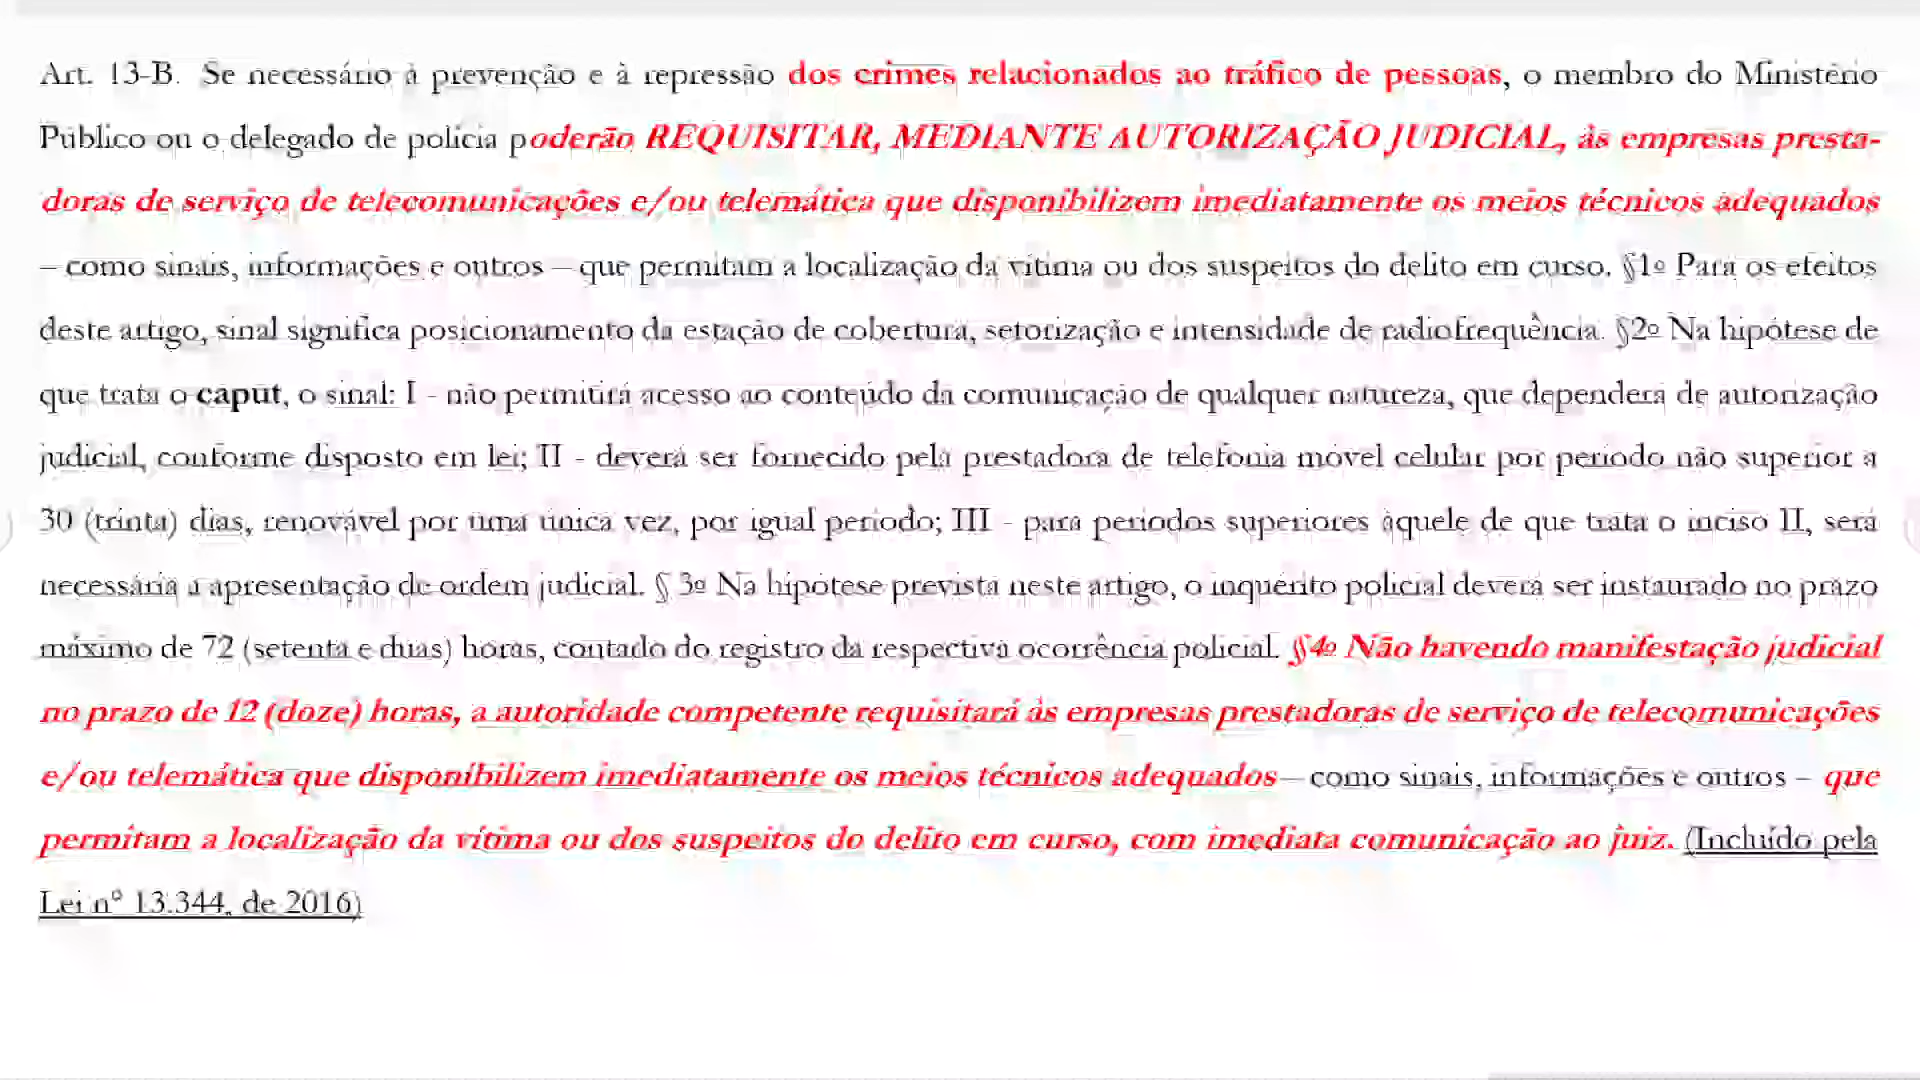 Art. 13-B. Se necessário à prevenção e à repressão dos crimes relacionados ao tráfico de pessoas, o membro do Ministério
Público ou o delegado de polícia poderão REQUISITAR, MEDIANTE AUTORIZAÇÃO JUDICIAL, às empresas presta-
doras de serviço de telecomunicações e/ou telemática que disponibilizem imediatamente os meios técnicos adequados
– como sinais, informações e outros – que permitam a localização da vítima ou dos suspeitos do delito em curso. §1º Para os efeitos
deste artigo, sinal significa posicionamento da estação de cobertura, setorização e intensidade de radiofrequência. §2º Na hipótese de
que trata o caput, o sinal: I - não permitirá acesso ao conteúdo da comunicação de qualquer natureza, que dependerá de autorização
judicial, conforme disposto em lei; II - deverá ser fornecido pela prestadora de telefonia móvel celular por período não superior a
30 (trinta) dias, renovável por uma única vez, por igual período; III - para períodos superiores àquele de que trata o inciso II, será
necessária a apresentação de ordem judicial. § 3º Na hipótese prevista neste artigo, o inquérito policial deverá ser instaurado no prazo
máximo de 72 (setenta e duas) horas, contado do registro da respectiva ocorrência policial. §4º Não havendo manifestação judicial
no prazo de 12 (doze) horas, a autoridade competente requisitará às empresas prestadoras de serviço de telecomunicações
e/ou telemática que disponibilizem imediatamente os meios técnicos adequados – como sinais, informações e outros – que
permitam a localização da vítima ou dos suspeitos do delito em curso, com imediata comunicação ao juiz. (Incluído pela
Lei nº 13.344, de 2016)